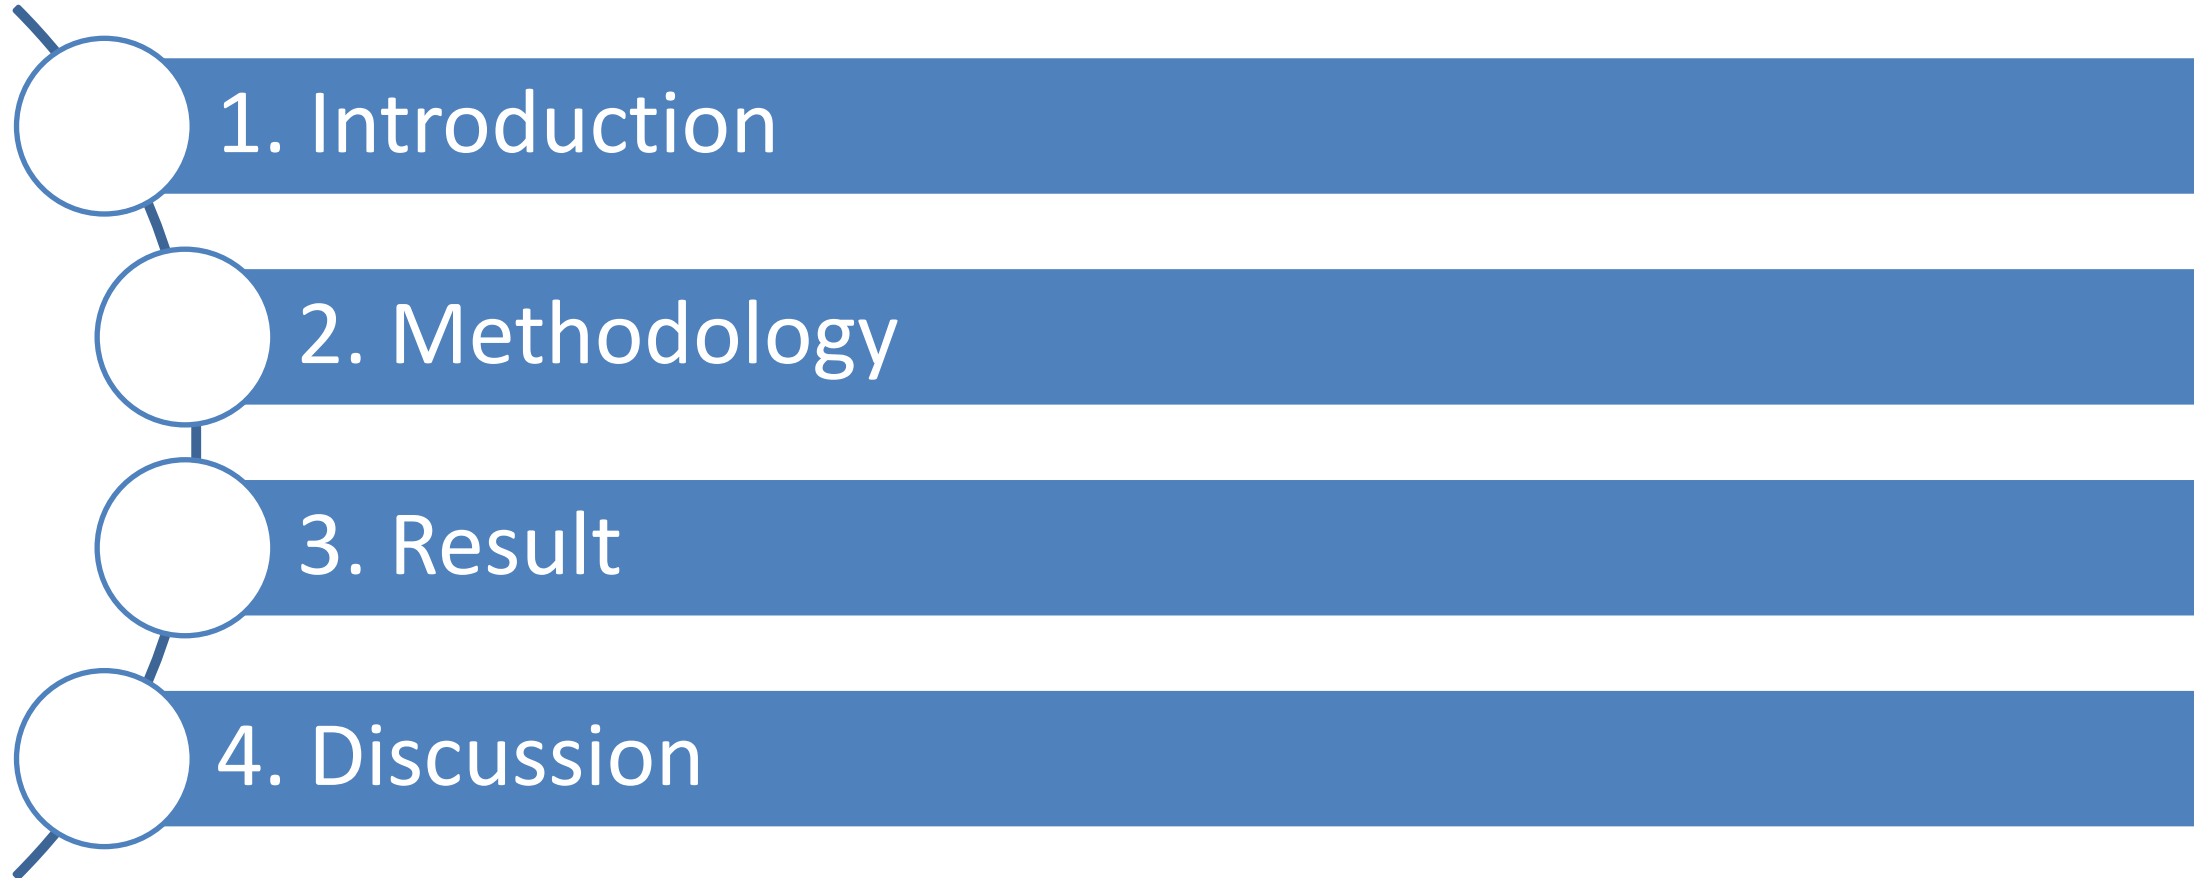 1. Introduction
2. Methodology
3. Result
4. Discussion